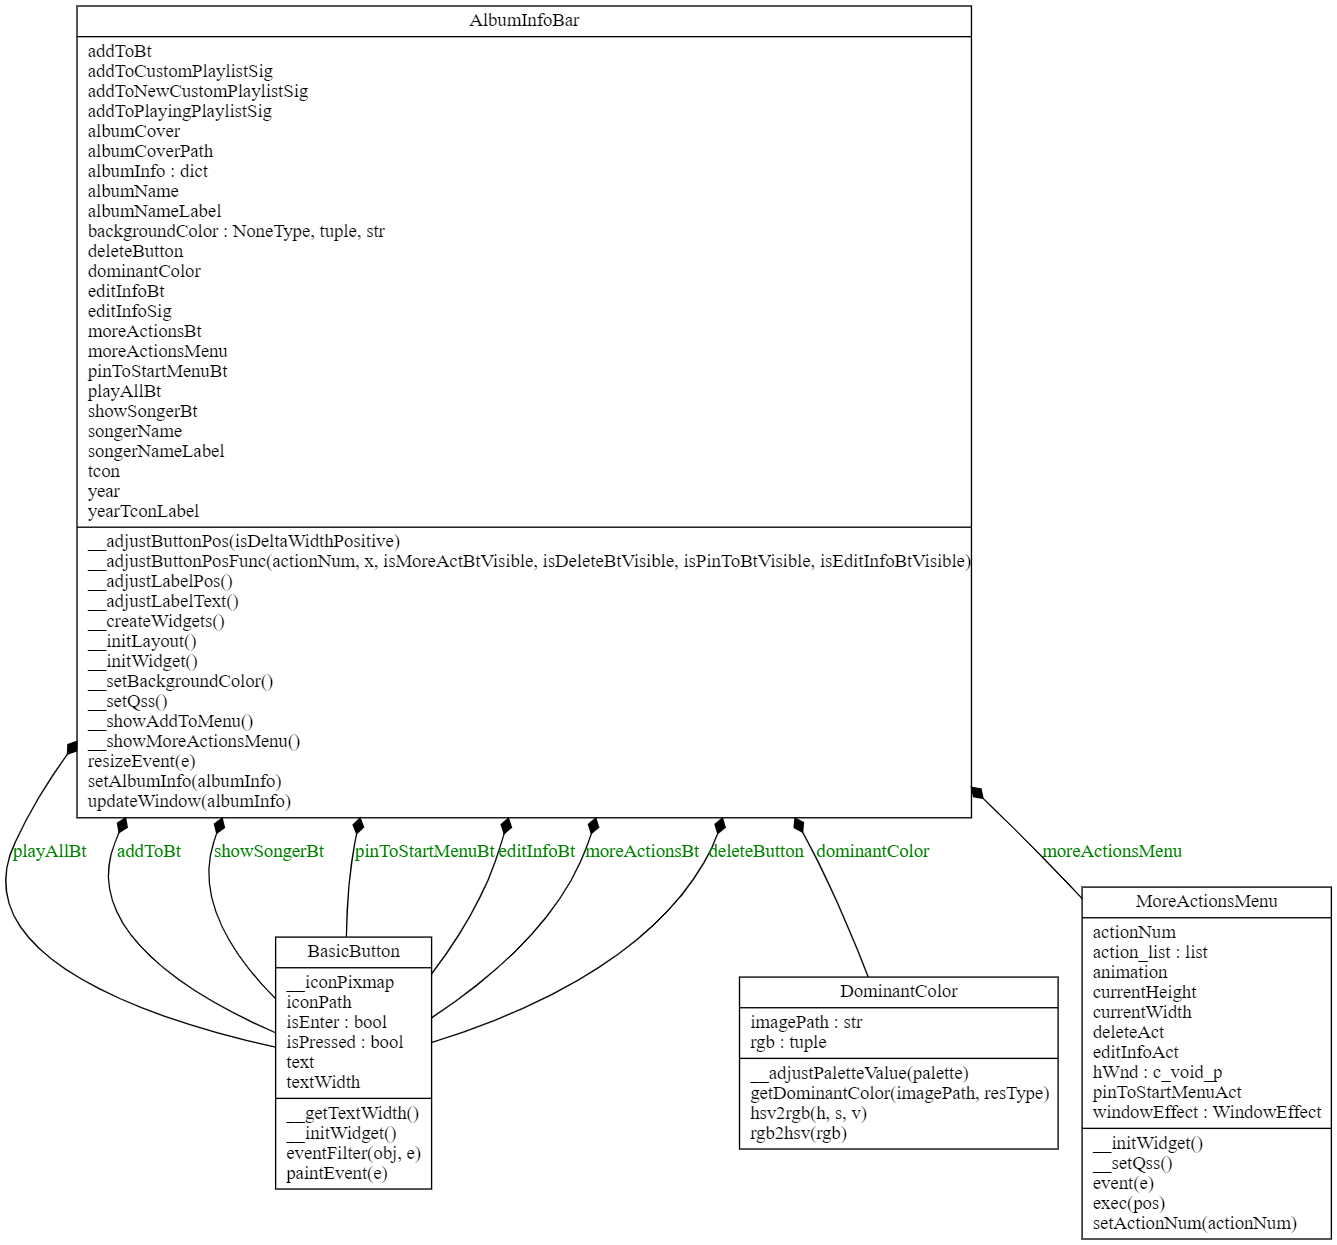 AlbumInfoBar
addToBt
addToCustomPlaylistSig
addToNewCustomPlaylistSig
addToPlayingPlaylistSig
albumCover
albumCoverPath
albumInfo : dict
albumName
albumNameLabel
backgroundColor : NoneType, tuple, str
deleteButton
dominantColor
editInfoBt
editInfoSig
moreActionsBt
moreActionsMenu
pinToStartMenuBt
playAllBt
showSongerBt
songerName
songerNameLabel
tcon
year
yearTconLabel
__adjustButtonPos(isDeltaWidthPositive)
__adjustButtonPosFunc(actionNum, x, isMoreActBtVisible, isDeleteBtVisible, isPinToBtVisible, isEditInfoBtVisible)
__adjustLabelPos()
__adjustLabelText()
__createWidgets()
__initLayout()
__initWidget()
__setBackgroundColor()
__setQss()
__showAddToMenu()
__showMoreActionsMenu()
resizeEvent(e)
setAlbumInfo(albumInfo)
updateWindow(albumInfo)
playAllBt addToBt showSongerBt pinToStartMenuBt editInfoBt moreActionsBt deleteButton dominantColor moreActionsMenu
BasicButton
__iconPixmap
iconPath
isEnter : bool
isPressed : bool
text
textWidth
__getTextWidth()
__initWidget()
eventFilter(obj, e)
paintEvent(e)
DominantColor
imagePath : str
rgb : tuple
__adjustPaletteValue(palette)
getDominantColor(imagePath, resType)
hsv2rgb(h, s, v)
rgb2hsv(rgb)
MoreActionsMenu
actionNum
action_list : list
animation
currentHeight
currentWidth
deleteAct
editInfoAct
hWnd : c_void_p
pinToStartMenuAct
windowEffect : WindowEffect
__initWidget()
__setQss()
event(e)
exec(pos)
setActionNum(actionNum)